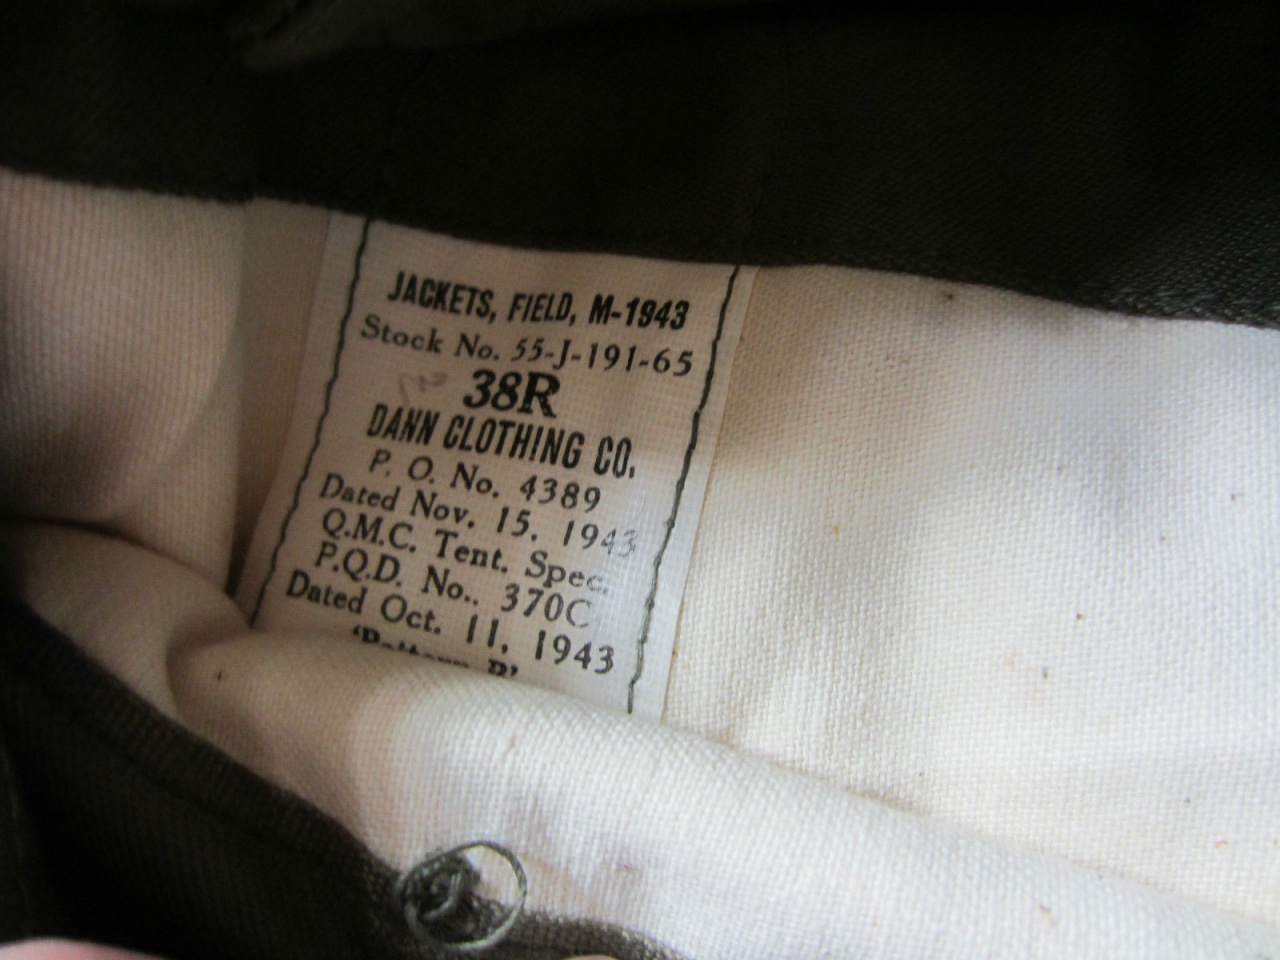 JACKETS, FIELD, M-1943
Stock No. 55-J-191-65
38R
DANN CLOTHING CO.
P. O. No. 4389
Dated Nov. 15. 1943
Q.M.C. Tent. Spec.
P.Q.D. No.. 370C
Dated Oct. 11, 1943
'Pattern B'